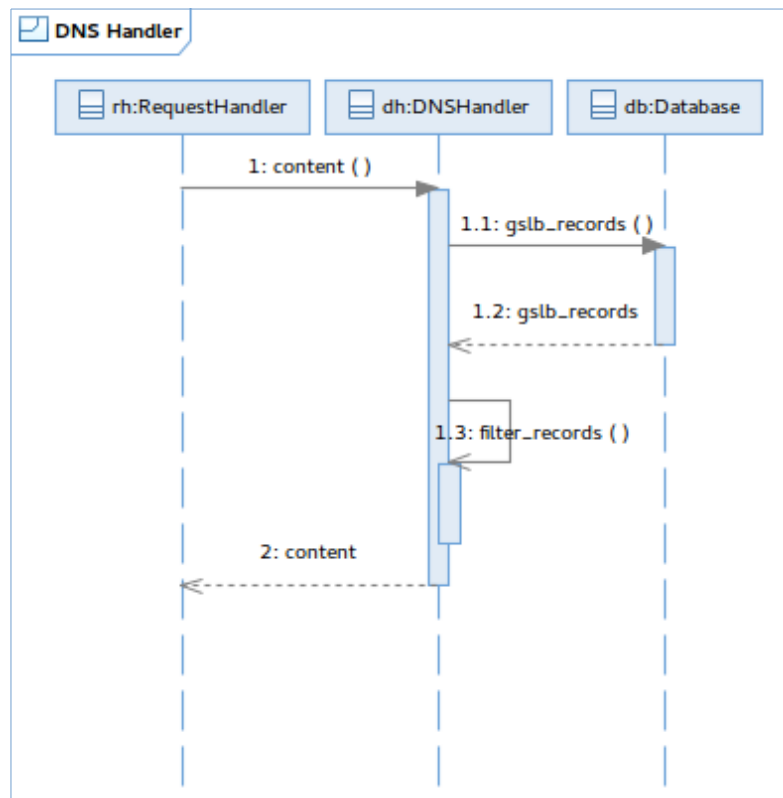 DNS Handler
rh:RequestHandler
dh:DNSHandler
db:Database
1: content ( )
1.1: gslb_records ( )
1.2: gslb_records
1.3: filter_records ( )
2: content